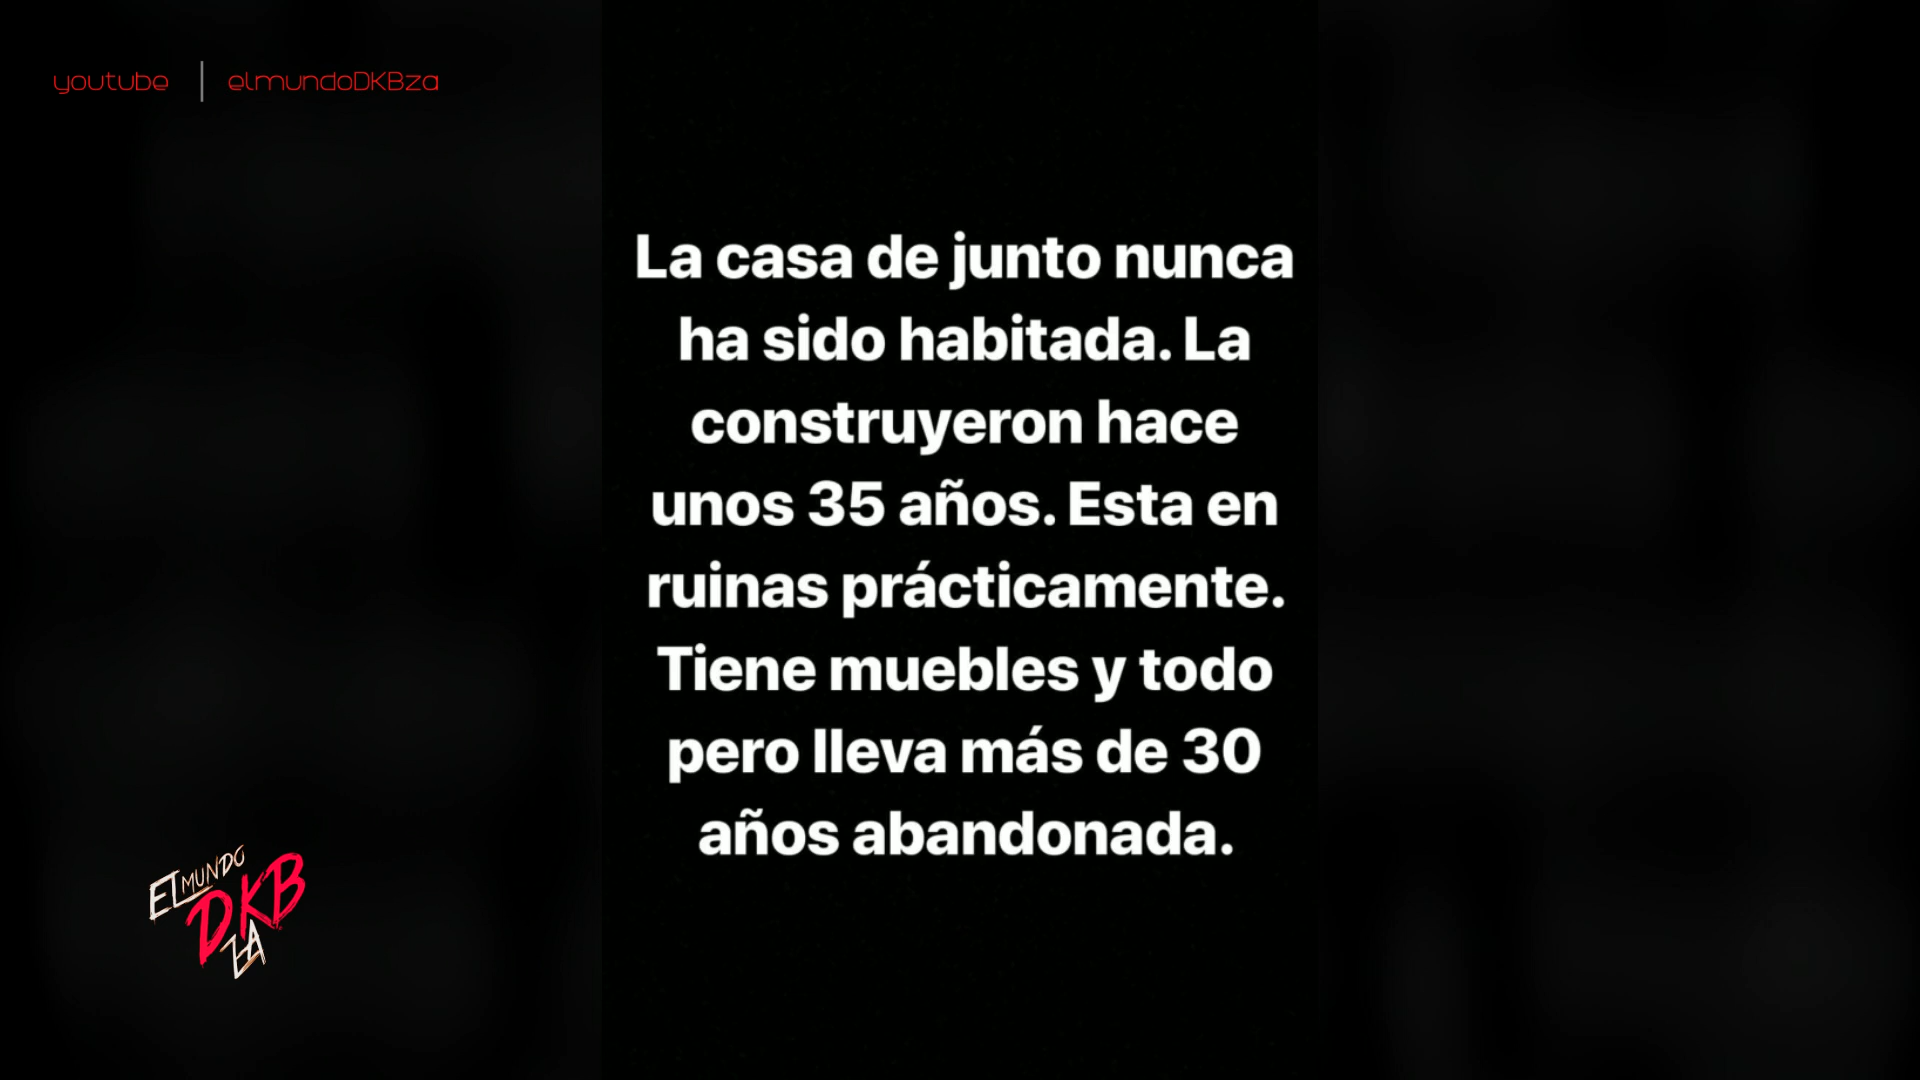 youtube | elmundoDKBza
La casa de junto nunca
ha sido habitada. La
construyeron hace
unos 35 años. Esta en
ruinas prácticamente.
Tiene muebles y todo
pero lleva más de 30
años abandonada.
EL MUNDO
DKB
ZA